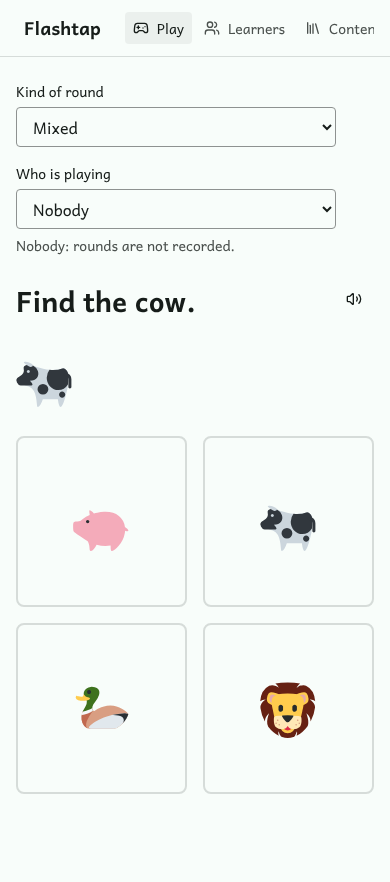 Flashtap
Play
Learners
Conten
Kind of round
Mixed
Who is playing
Nobody
Nobody: rounds are not recorded.
Find the cow.